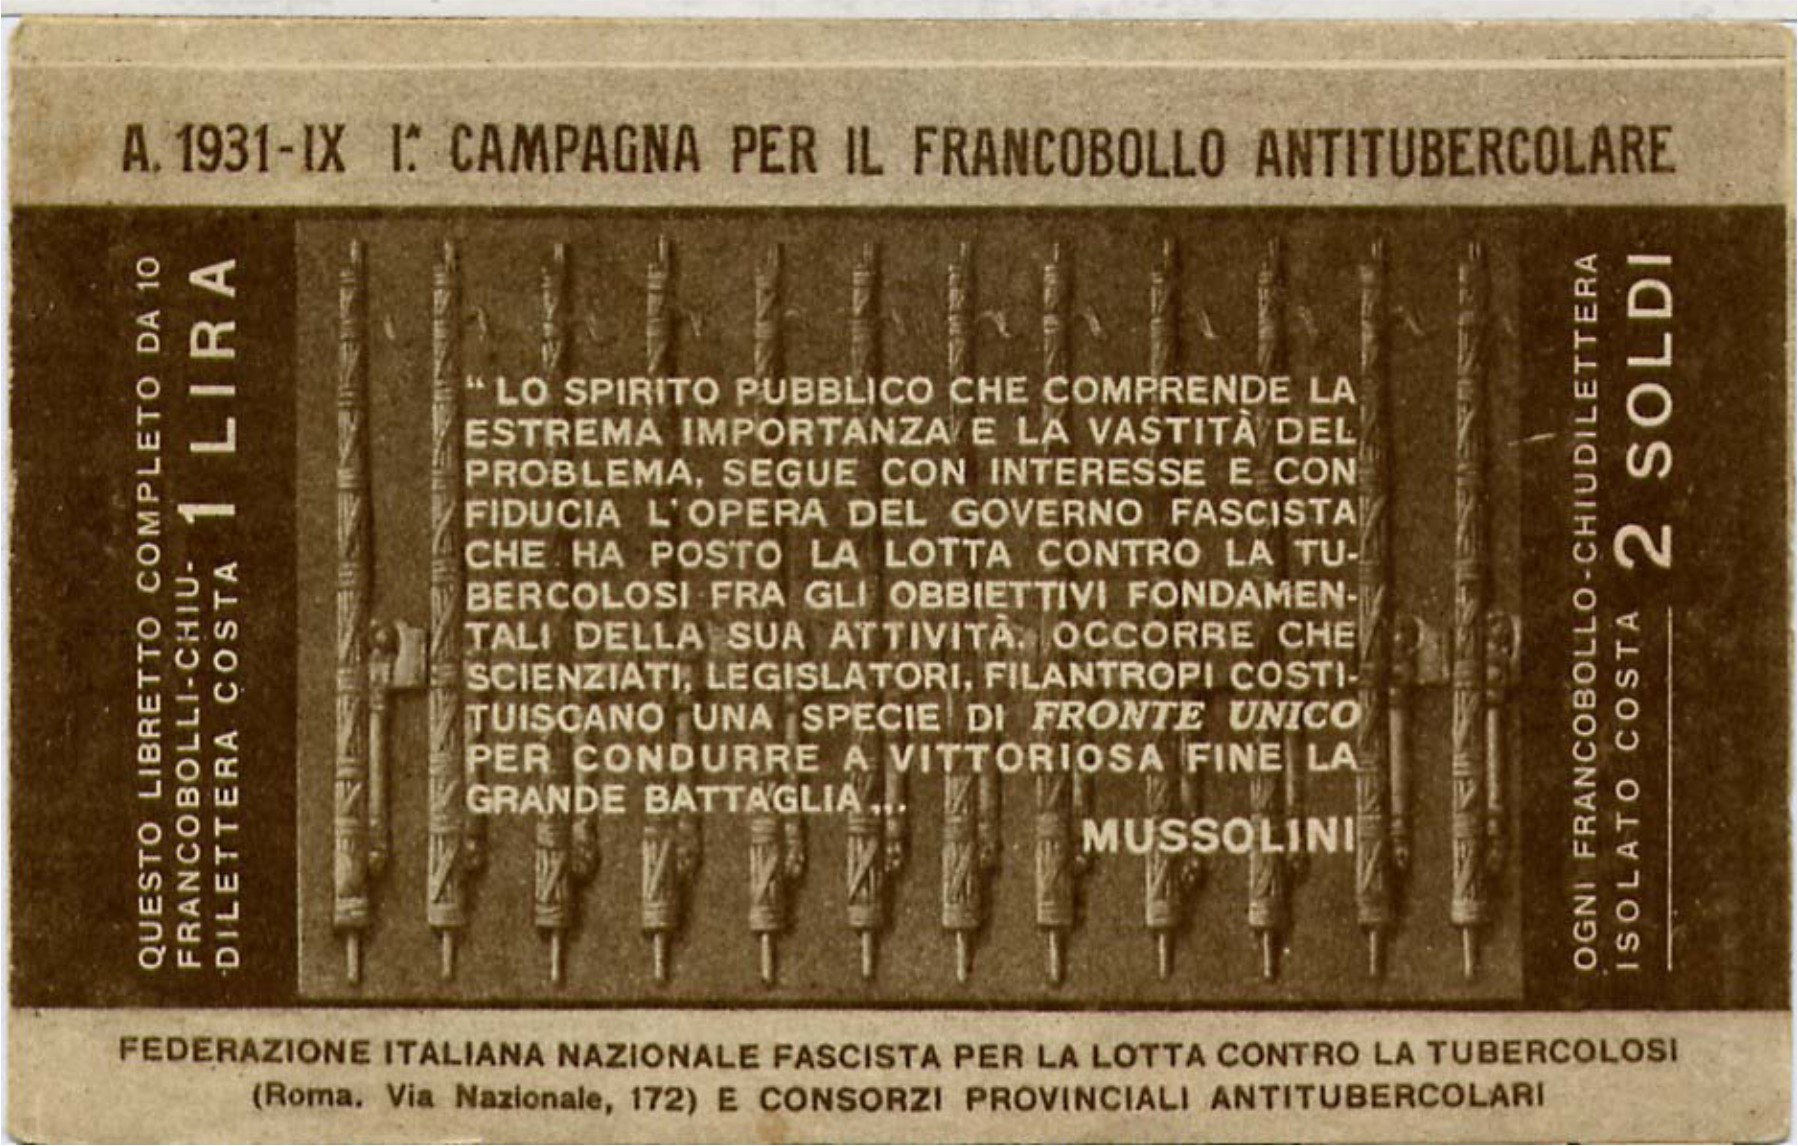 A. 1931-IX Iª. CAMPAGNA PER IL FRANCOBOLLO ANTITUBERCOLARE
QUESTO LIBRETTO COMPLETO DA 10
FRANCOBOLLI-CHIU-
DILETTERA COSTA 1 LIRA
“ LO SPIRITO PUBBLICO CHE COMPRENDE LA
ESTREMA IMPORTANZA E LA VASTITÀ DEL
PROBLEMA, SEGUE CON INTERESSE E CON
FIDUCIA L'OPERA DEL GOVERNO FASCISTA
CHE HA POSTO LA LOTTA CONTRO LA TU-
BERCOLOSI FRA GLI OBBIETTIVI FONDAMEN-
TALI DELLA SUA ATTIVITÀ. OCCORRE CHE
SCIENZIATI, LEGISLATORI, FILANTROPI COSTI-
TUISCANO UNA SPECIE DI FRONTE UNICO
PER CONDURRE A VITTORIOSA FINE LA
GRANDE BATTAGLIA „.
MUSSOLINI
OGNI FRANCOBOLLO-CHIUDILETTERA
ISOLATO COSTA 2 SOLDI
FEDERAZIONE ITALIANA NAZIONALE FASCISTA PER LA LOTTA CONTRO LA TUBERCOLOSI
(Roma. Via Nazionale, 172) E CONSORZI PROVINCIALI ANTITUBERCOLARI